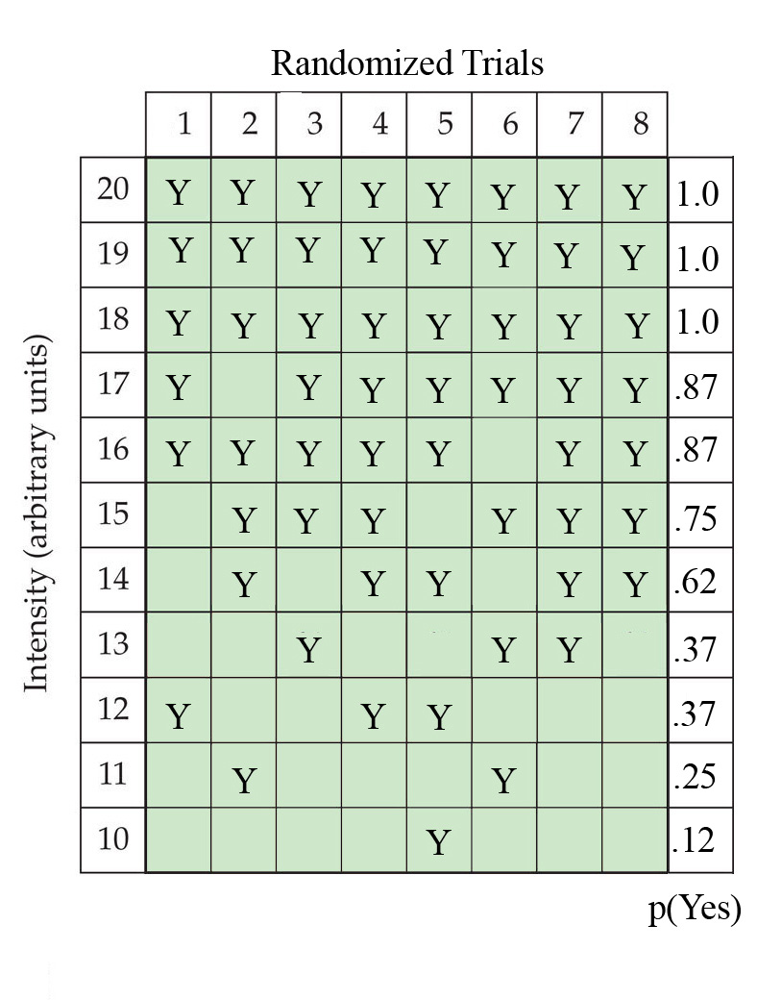 Randomized Trials
1 2 3 4 5 6 7 8
20 Y Y Y Y Y Y Y Y 1.0
19 Y Y Y Y Y Y Y Y 1.0
18 Y Y Y Y Y Y Y Y 1.0
17 Y Y Y Y Y Y Y .87
16 Y Y Y Y Y Y Y .87
15 Y Y Y Y Y Y .75
14 Y Y Y Y Y .62
13 Y Y Y .37
12 Y Y Y .37
11 Y Y .25
10 Y .12
p(Yes)
Intensity (arbitrary units)